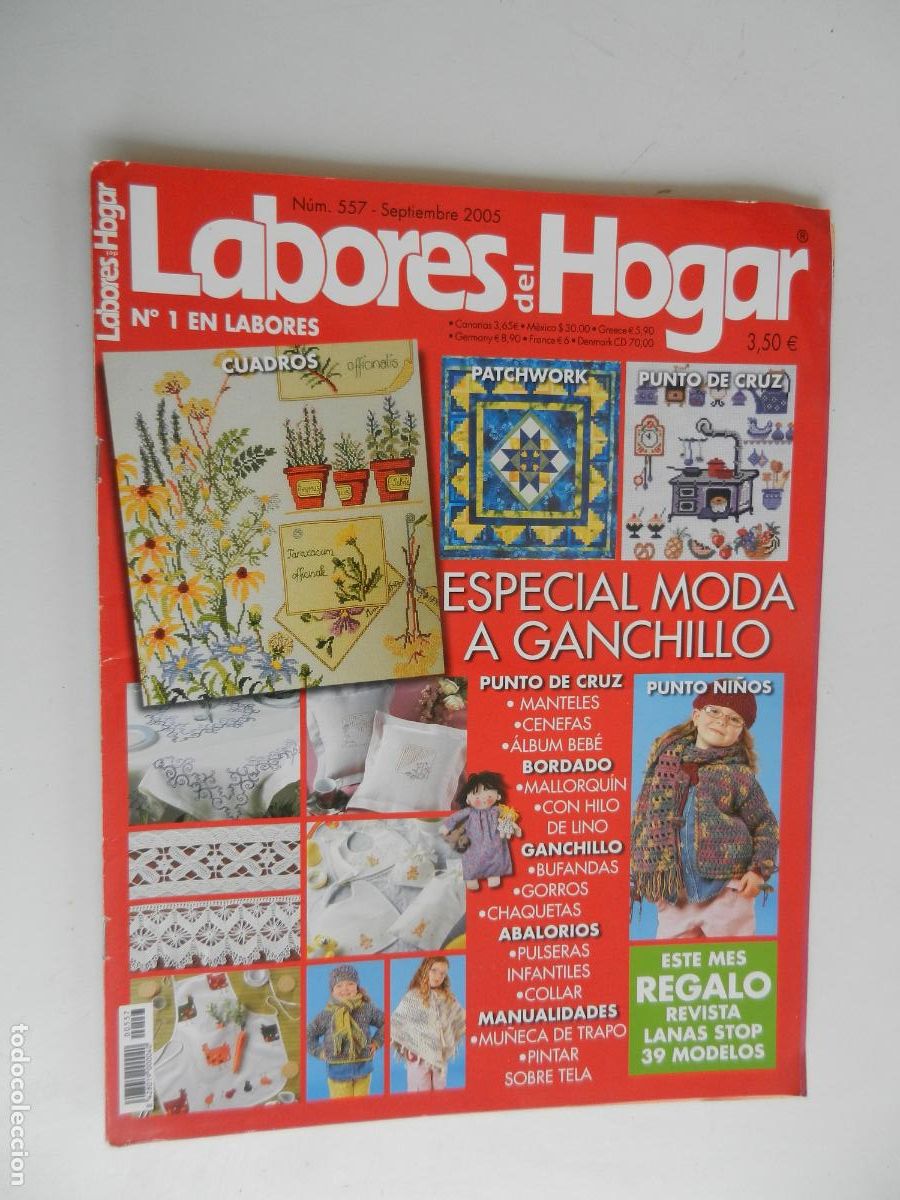 Núm. 557 - Septiembre 2005
Labores del Hogar ®
Labores del Hogar
Nº 1 EN LABORES
• Canarias 3,65€ • México $ 30.00 • Greece € 5.90
• Germany € 8,90 • France € 6 • Denmark CD 70,00
3,50 €
CUADROS
officinalis
Taraxacum
officinale
PATCHWORK
PUNTO DE CRUZ
ESPECIAL MODA
A GANCHILLO
PUNTO DE CRUZ
• MANTELES
• CENEFAS
• ÁLBUM BEBÉ
BORDADO
• MALLORQUÍN
• CON HILO
DE LINO
GANCHILLO
• BUFANDAS
• GORROS
• CHAQUETAS
ABALORIOS
• PULSERAS
INFANTILES
• COLLAR
MANUALIDADES
• MUÑECA DE TRAPO
• PINTAR
SOBRE TELA
PUNTO NIÑOS
ESTE MES
REGALO
REVISTA
LANAS STOP
39 MODELOS
00557
todocoleccion